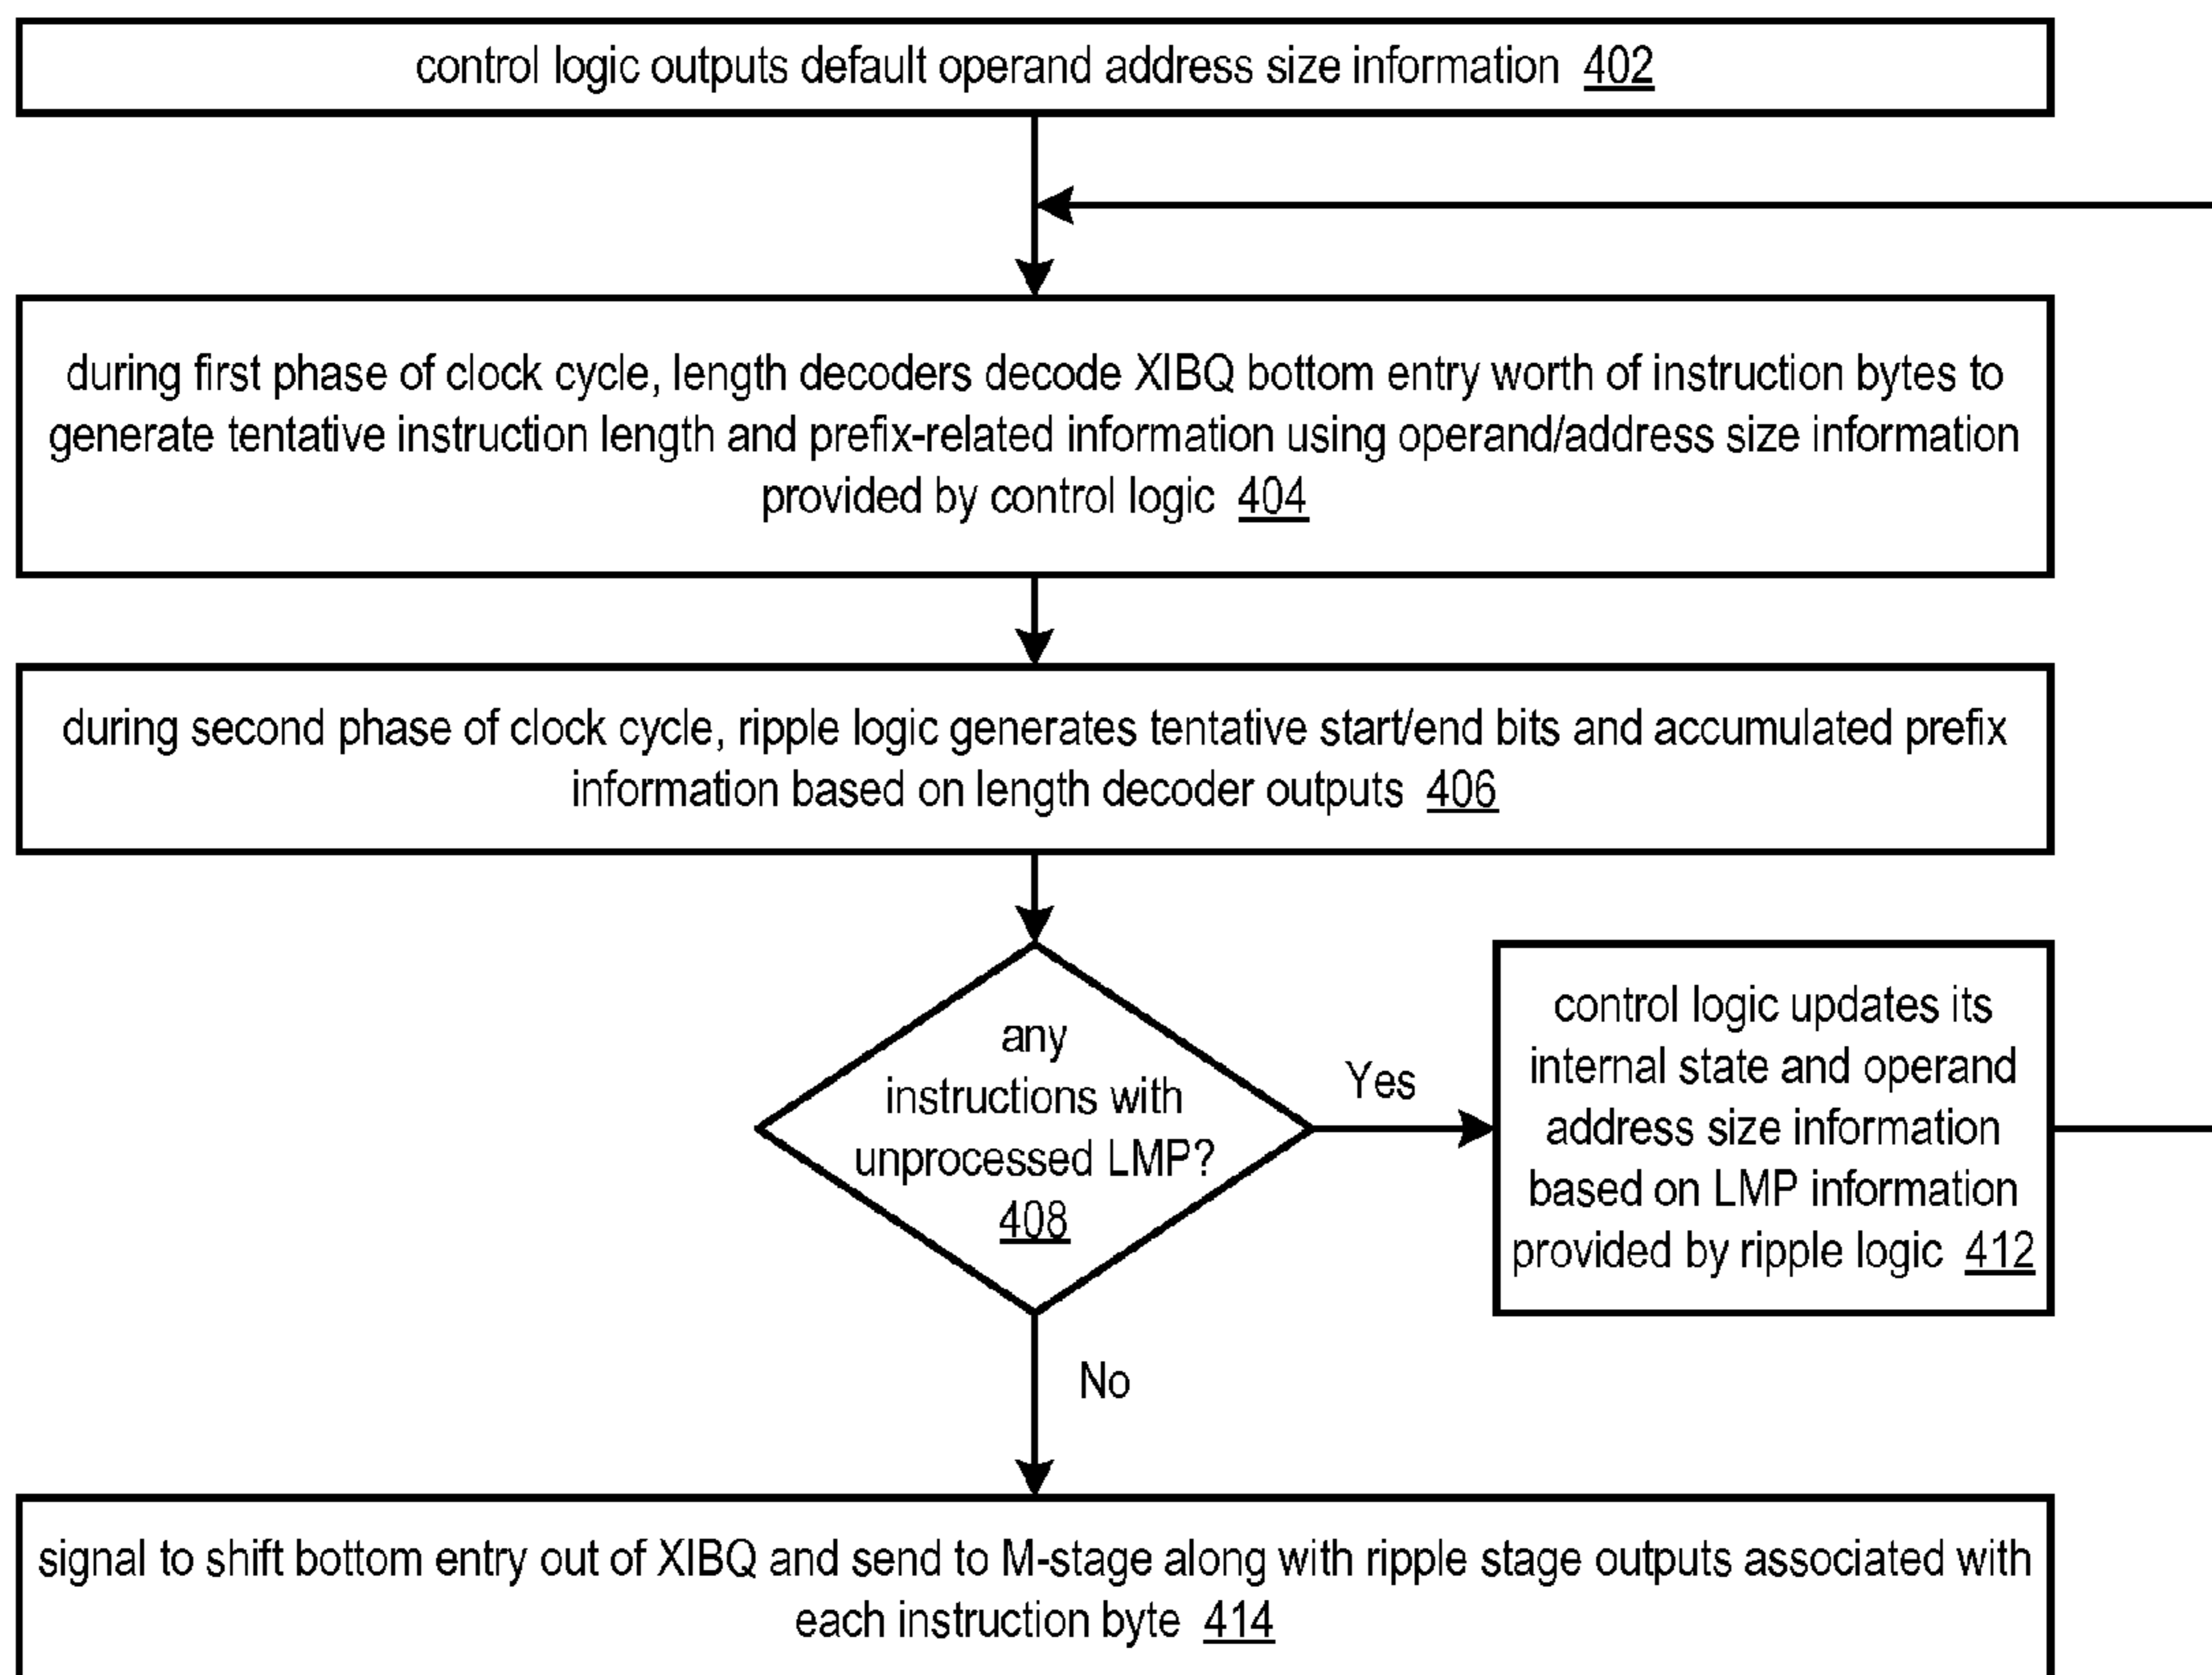 control logic outputs default operand address size information 402
during first phase of clock cycle, length decoders decode XIBQ bottom entry worth of instruction bytes to
generate tentative instruction length and prefix-related information using operand/address size information
provided by control logic 404
during second phase of clock cycle, ripple logic generates tentative start/end bits and accumulated prefix
information based on length decoder outputs 406
any
instructions with
unprocessed LMP?
408
Yes
control logic updates its
internal state and operand
address size information
based on LMP information
provided by ripple logic 412
No
signal to shift bottom entry out of XIBQ and send to M-stage along with ripple stage outputs associated with
each instruction byte 414